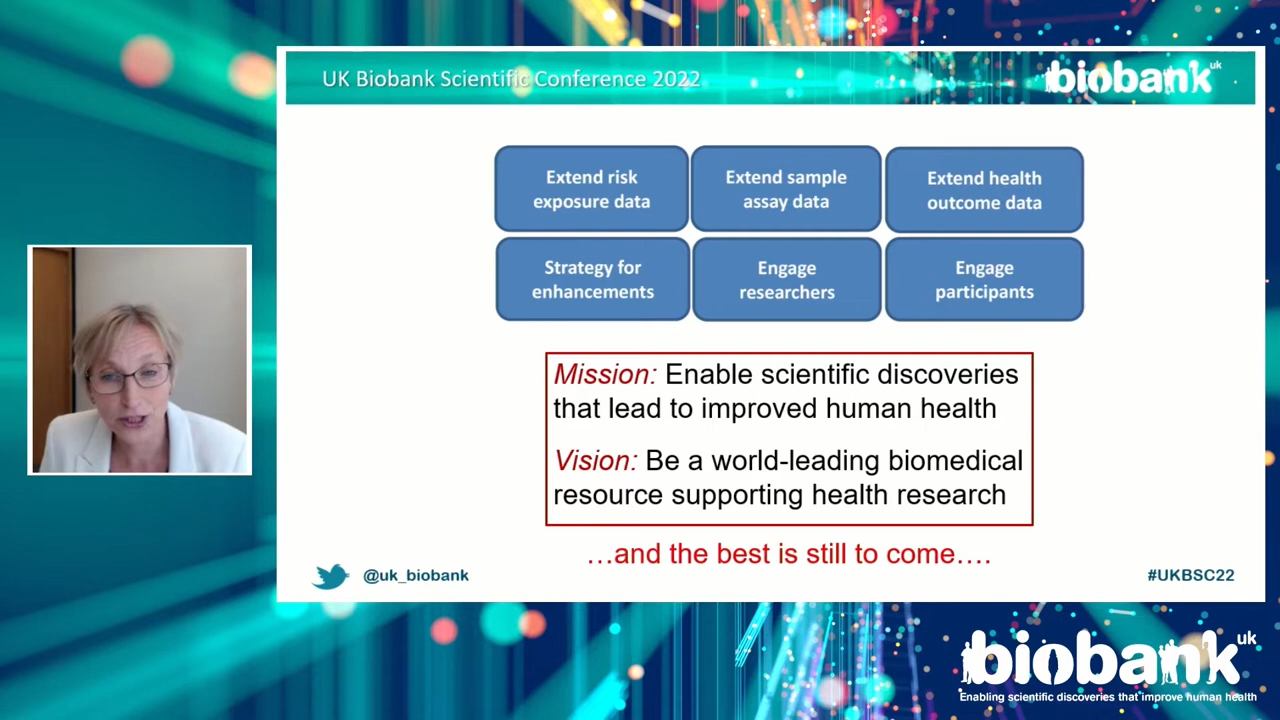 UK Biobank Scientific Conference 2022
biobank uk
Extend risk
exposure data
Extend sample
assay data
Extend health
outcome data
Strategy for
enhancements
Engage
researchers
Engage
participants
Mission: Enable scientific discoveries
that lead to improved human health
Vision: Be a world-leading biomedical
resource supporting health research
…and the best is still to come….
@uk_biobank
#UKBSC22
biobank uk
Enabling scientific discoveries that improve human health